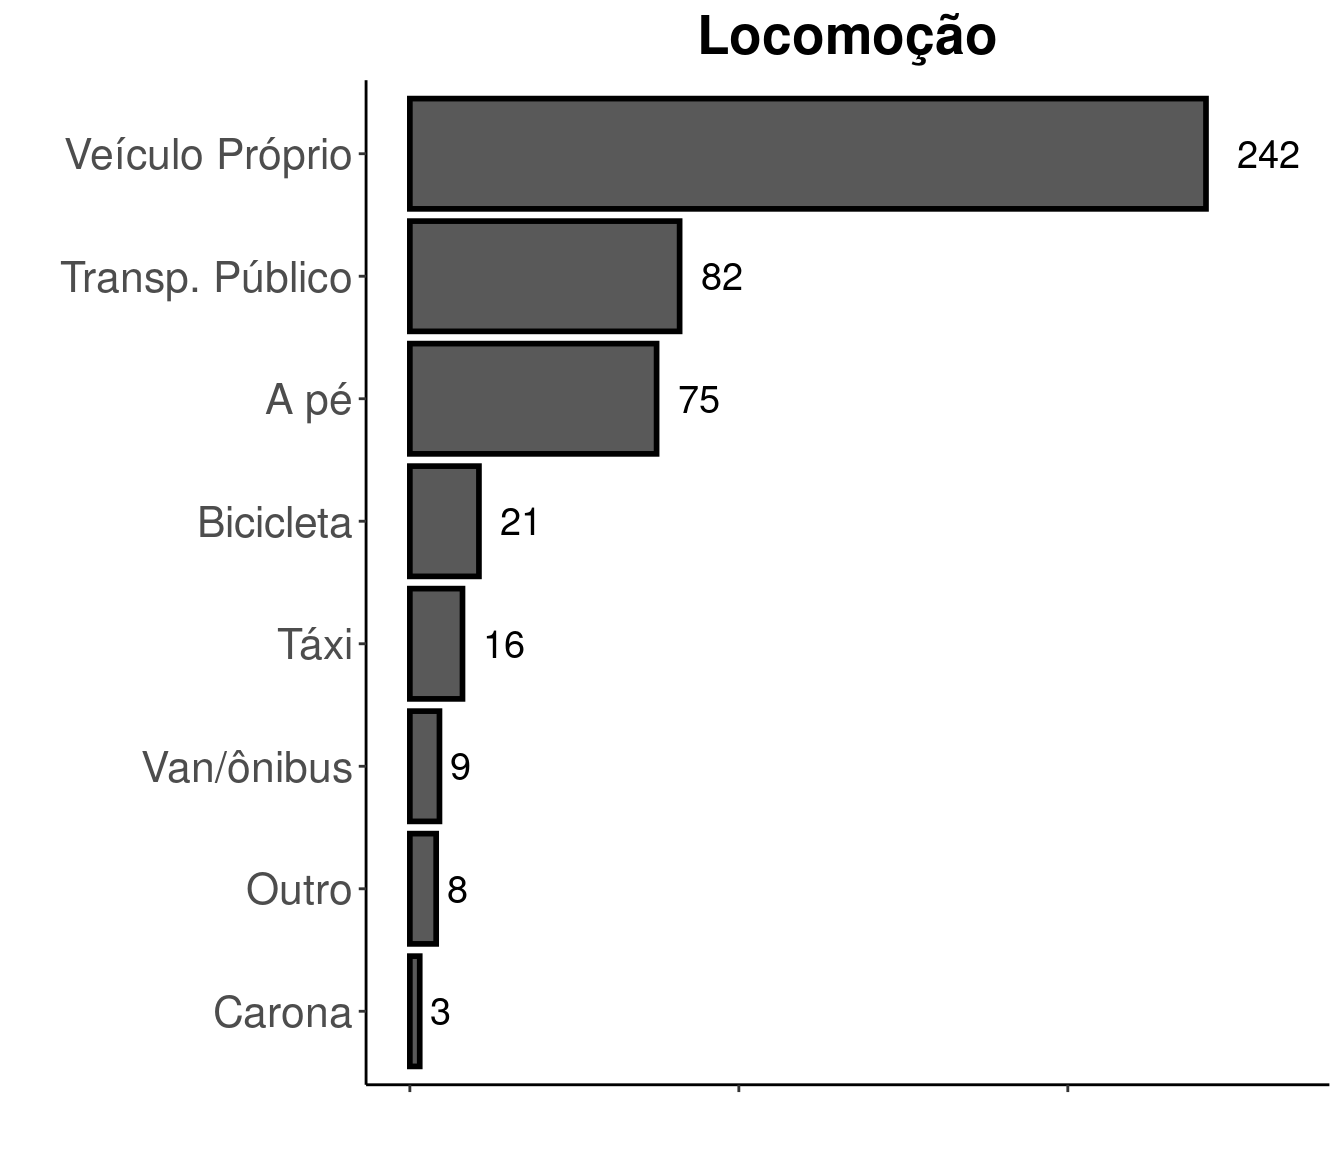 Locomoção
Veículo Próprio 242
Transp. Público 82
A pé 75
Bicicleta 21
Táxi 16
Van/ônibus 9
Outro 8
Carona 3